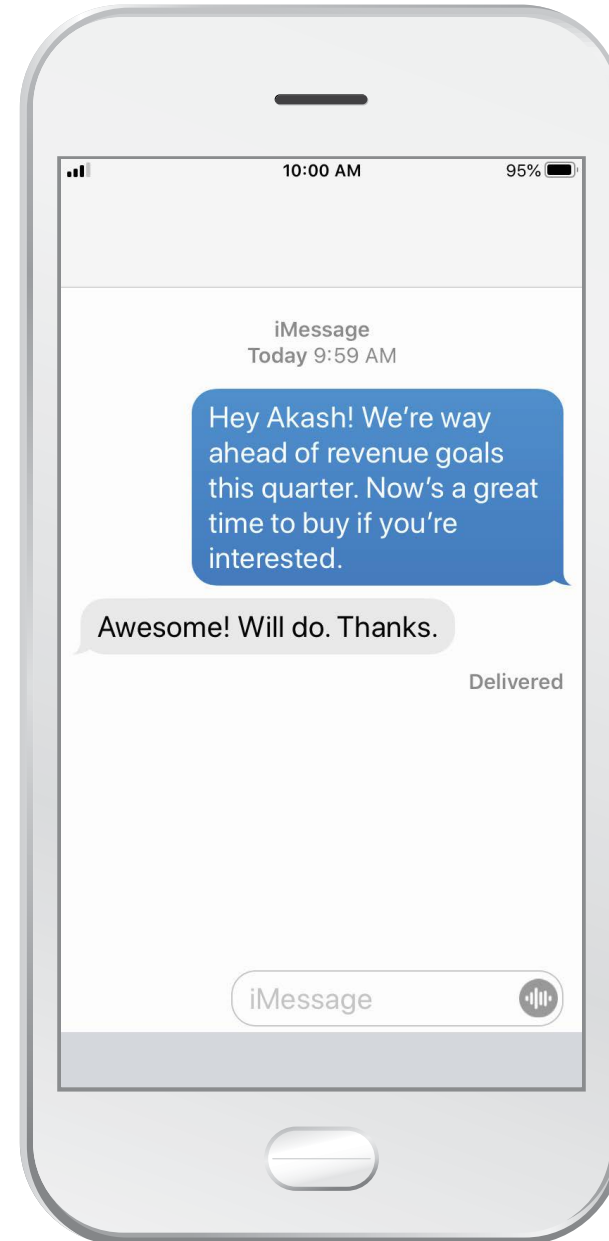 10:00 AM 95%
iMessage
Today 9:59 AM
Hey Akash! We’re way
ahead of revenue goals
this quarter. Now’s a great
time to buy if you’re
interested.
Awesome! Will do. Thanks.
Delivered
iMessage